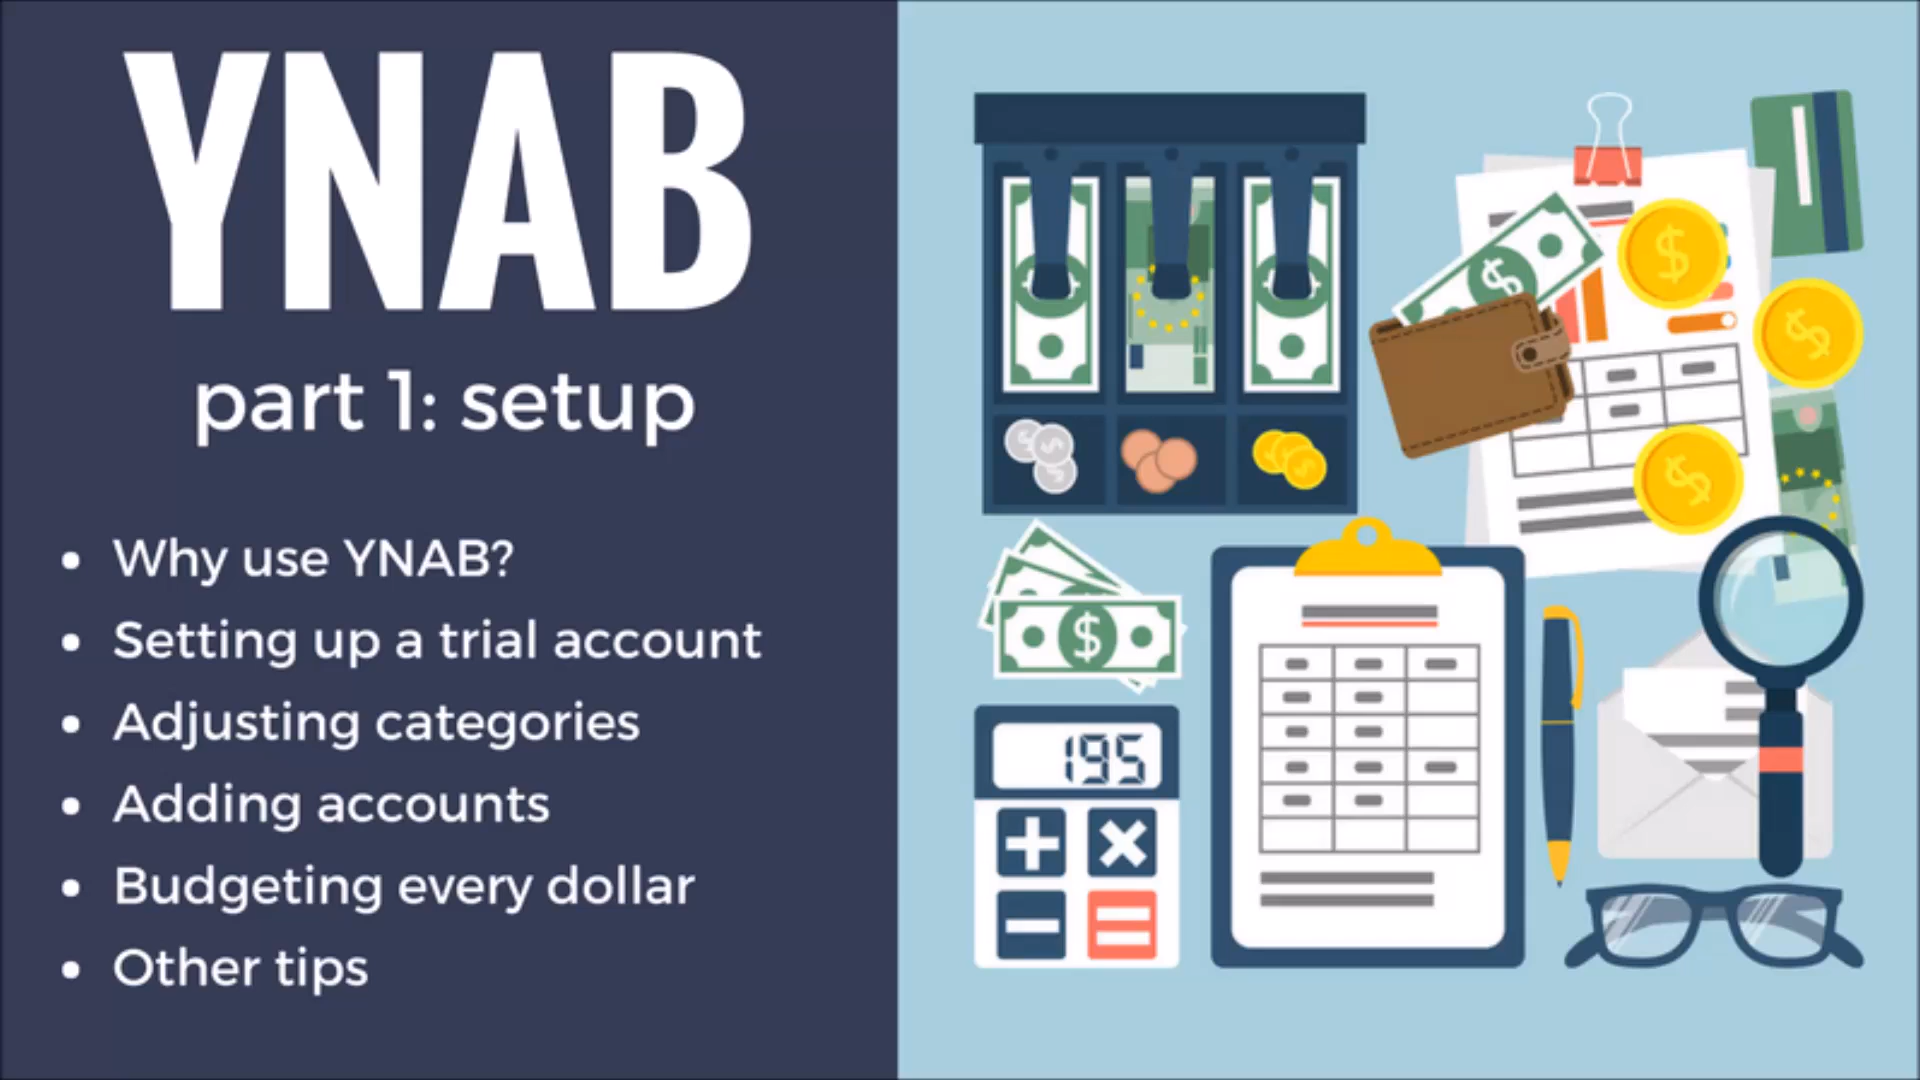 YNAB
part 1: setup
• Why use YNAB?
• Setting up a trial account
• Adjusting categories
• Adding accounts
• Budgeting every dollar
• Other tips
195